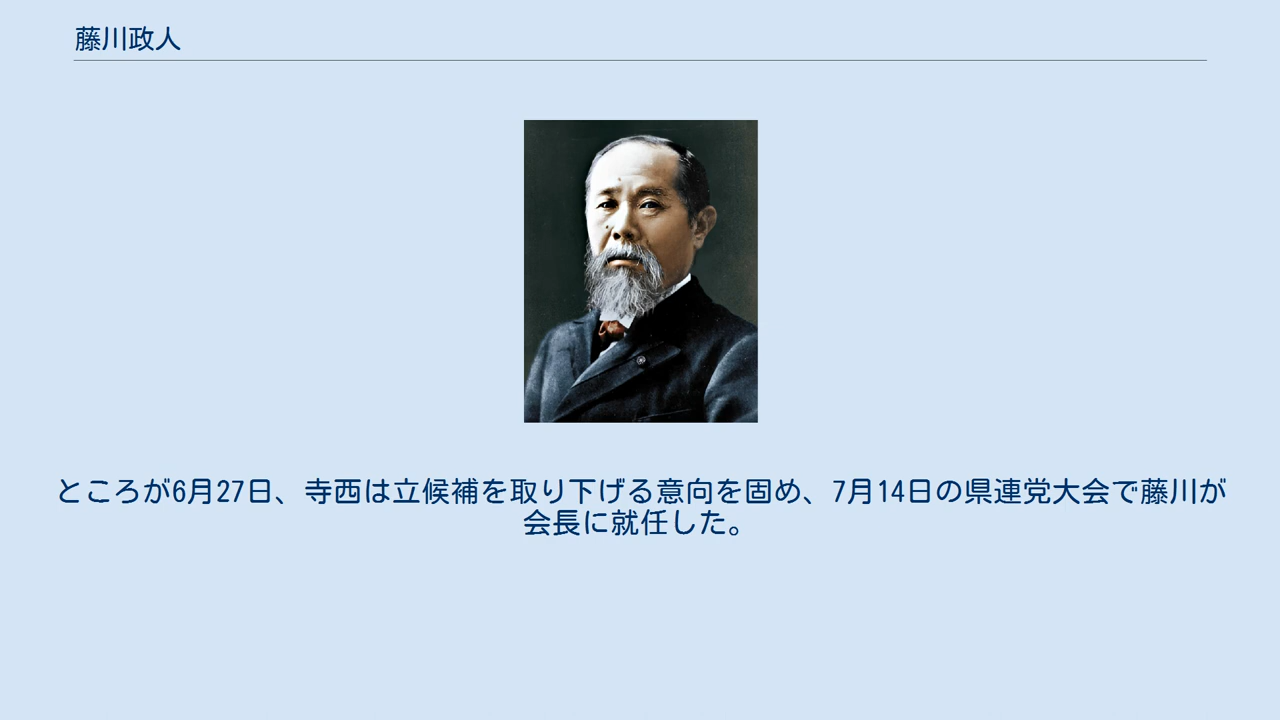 藤川政人
ところが6月27日、寺西は立候補を取り下げる意向を固め、7月14日の県連党大会で藤川が
会長に就任した。